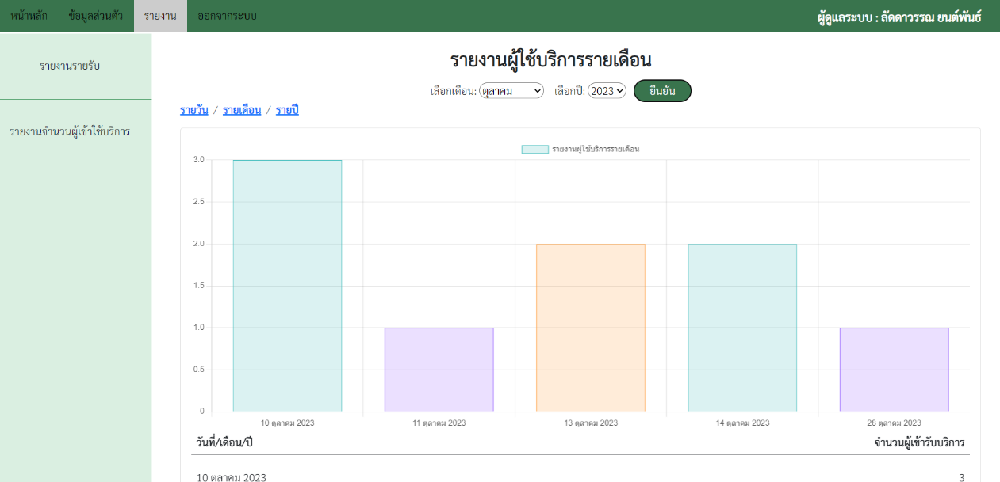 หน้าหลัก ข้อมูลส่วนตัว รายงาน ออกจากระบบ ผู้ดูแลระบบ : ลัดดาวรรณ ยนต์พันธ์
รายงานรายรับ
รายงานจำนวนผู้เข้าใช้บริการ
รายงานผู้ใช้บริการรายเดือน
เลือกเดือน: ตุลาคม เลือกปี: 2023 ยืนยัน
รายวัน / รายเดือน / รายปี
รายงานผู้ใช้บริการรายเดือน
3.0
2.5
2.0
1.5
1.0
0.5
0
10 ตุลาคม 2023 11 ตุลาคม 2023 13 ตุลาคม 2023 14 ตุลาคม 2023 28 ตุลาคม 2023
วันที่/เดือน/ปี จำนวนผู้เข้ารับบริการ
10 ตุลาคม 2023 3